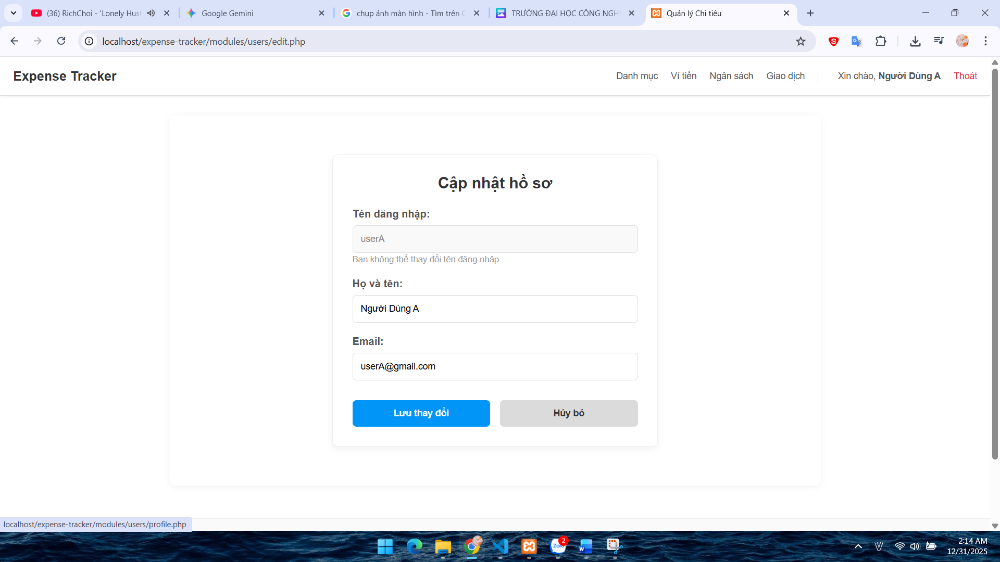 (36) RichChoi - 'Lonely Hust
Google Gemini
chụp ảnh màn hình - Tìm trên G
TRƯỜNG ĐẠI HỌC CÔNG NGH
Quản lý Chi tiêu
localhost/expense-tracker/modules/users/edit.php
Expense Tracker
Danh mục
Ví tiền
Ngân sách
Giao dịch
Xin chào, Người Dùng A
Thoát
Cập nhật hồ sơ
Tên đăng nhập:
userA
Bạn không thể thay đổi tên đăng nhập.
Họ và tên:
Người Dùng A
Email:
userA@gmail.com
Lưu thay đổi
Hủy bỏ
localhost/expense-tracker/modules/users/profile.php
Zalo
2
2:14 AM
12/31/2025